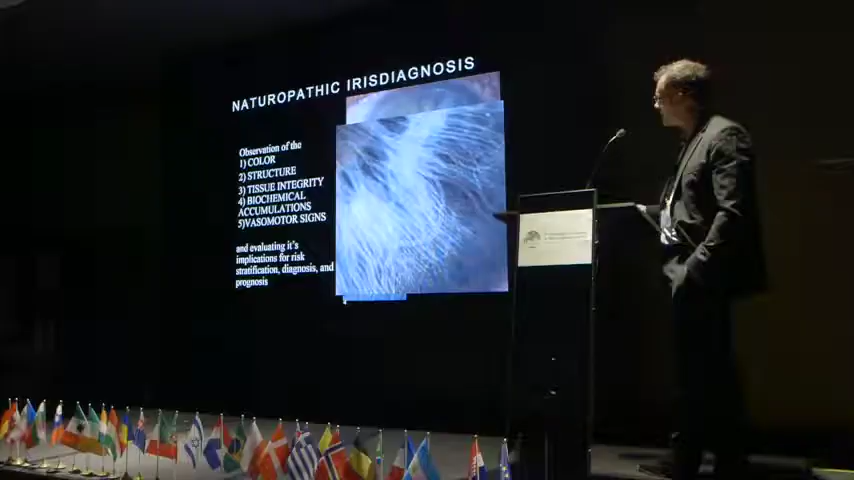 NATUROPATHIC IRISDIAGNOSIS
Observation of the
1) COLOR
2) STRUCTURE
3) TISSUE INTEGRITY
4) BIOCHEMICAL
ACCUMULATIONS
5)VASOMOTOR SIGNS
and evaluating it's
implications for risk
stratification, diagnosis, and
prognosis